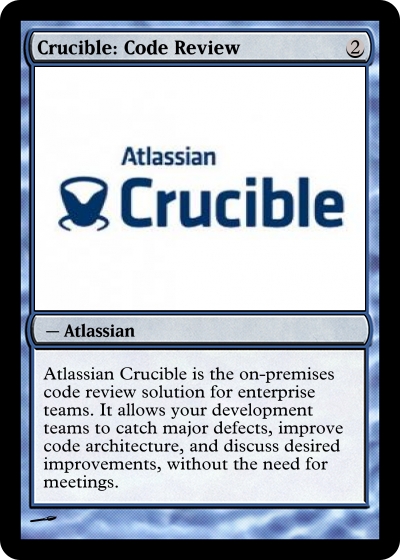 Crucible: Code Review 2
Atlassian
Crucible
— Atlassian
Atlassian Crucible is the on-premises
code review solution for enterprise
teams. It allows your development
teams to catch major defects, improve
code architecture, and discuss desired
improvements, without the need for
meetings.